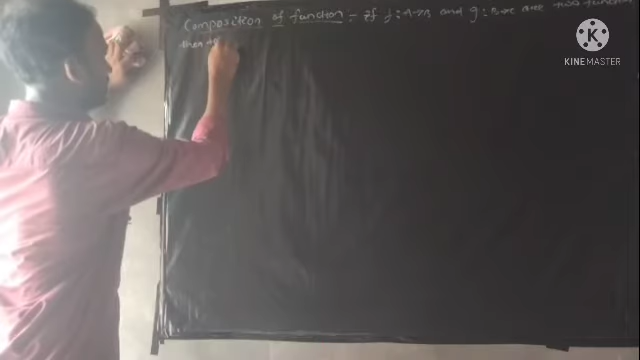 Composition of function :- If f : A→B and g : B→C are two function
then
K
KINEMASTER